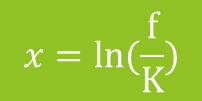 x = ln(f/K)